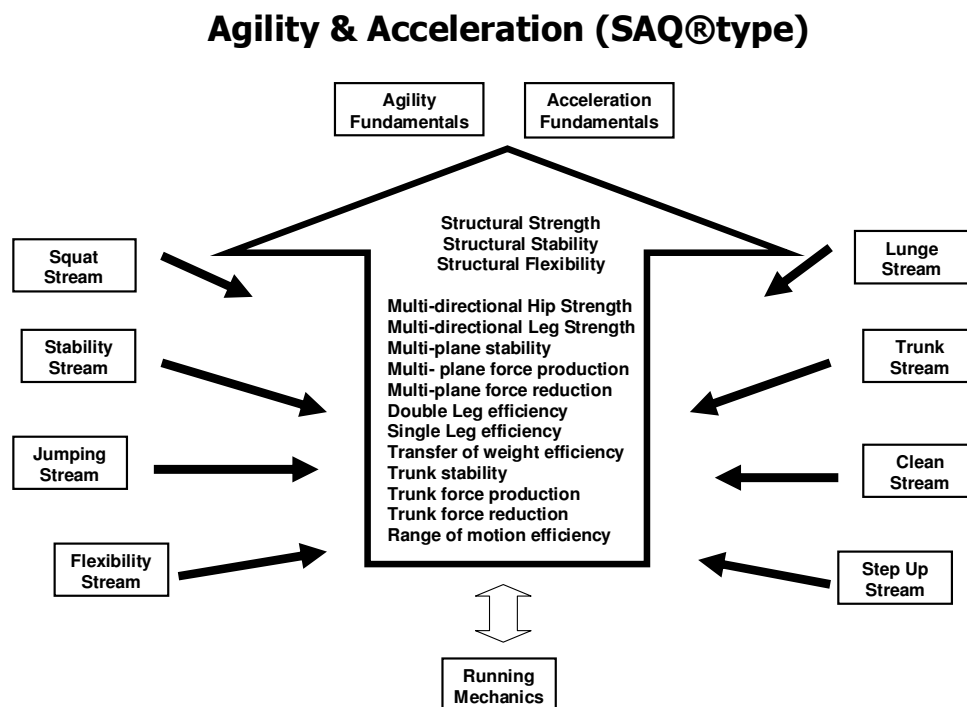 Agility & Acceleration (SAQ®type)
Agility
Fundamentals
Acceleration
Fundamentals
Structural Strength
Structural Stability
Structural Flexibility
Squat
Stream
Lunge
Stream
Multi-directional Hip Strength
Multi-directional Leg Strength
Multi-plane stability
Multi- plane force production
Multi-plane force reduction
Double Leg efficiency
Single Leg efficiency
Transfer of weight efficiency
Trunk stability
Trunk force production
Trunk force reduction
Range of motion efficiency
Stability
Stream
Trunk
Stream
Jumping
Stream
Clean
Stream
Flexibility
Stream
Step Up
Stream
Running
Mechanics